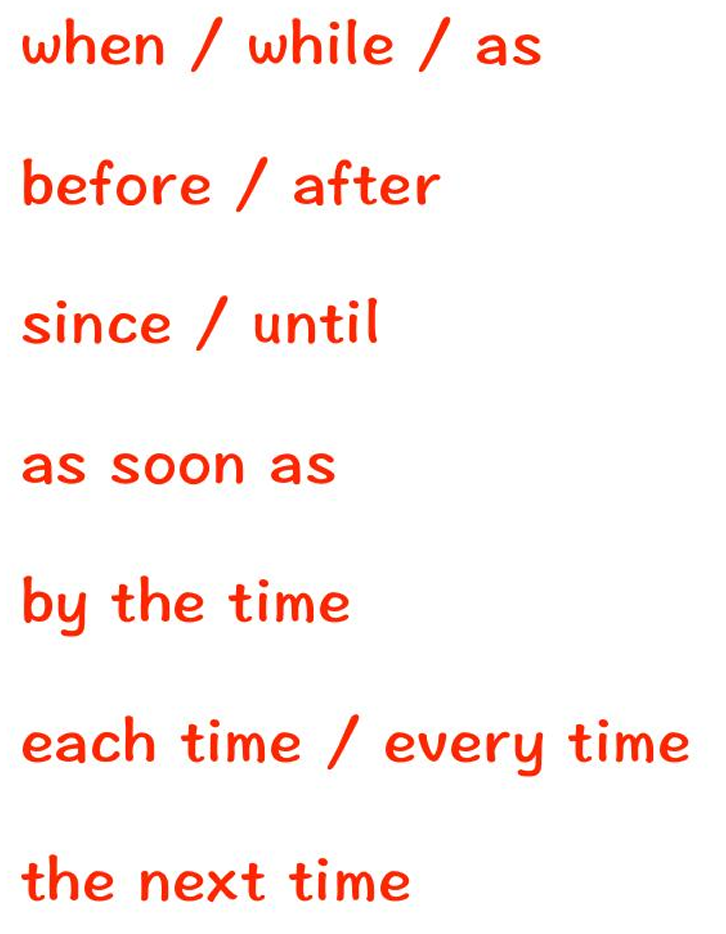 when / while / as
before / after
since / until
as soon as
by the time
each time / every time
the next time